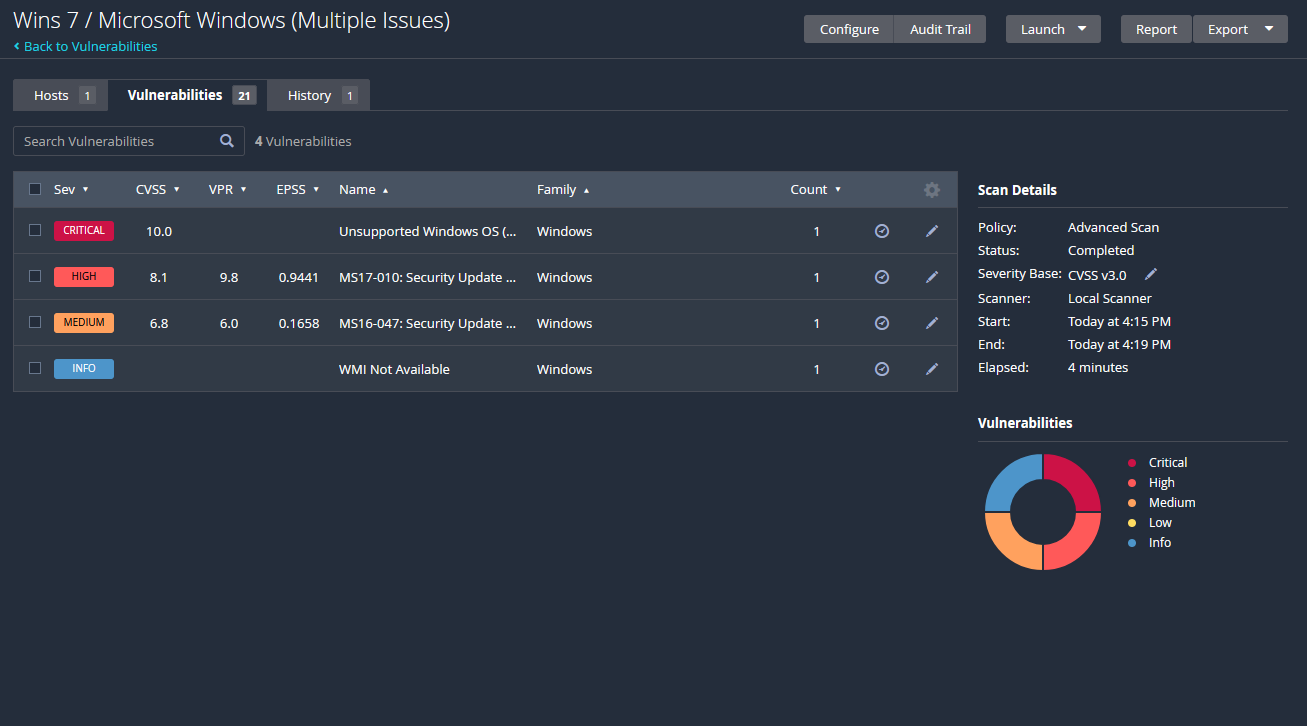 Wins 7 / Microsoft Windows (Multiple Issues)
Back to Vulnerabilities
Configure Audit Trail Launch Report Export
Hosts 1 Vulnerabilities 21 History 1
Search Vulnerabilities 4 Vulnerabilities
Sev CVSS VPR EPSS Name Family Count
CRITICAL 10.0 Unsupported Windows OS (... Windows 1
HIGH 8.1 9.8 0.9441 MS17-010: Security Update ... Windows 1
MEDIUM 6.8 6.0 0.1658 MS16-047: Security Update ... Windows 1
INFO WMI Not Available Windows 1
Scan Details
Policy: Advanced Scan
Status: Completed
Severity Base: CVSS v3.0
Scanner: Local Scanner
Start: Today at 4:15 PM
End: Today at 4:19 PM
Elapsed: 4 minutes
Vulnerabilities
Critical
High
Medium
Low
Info